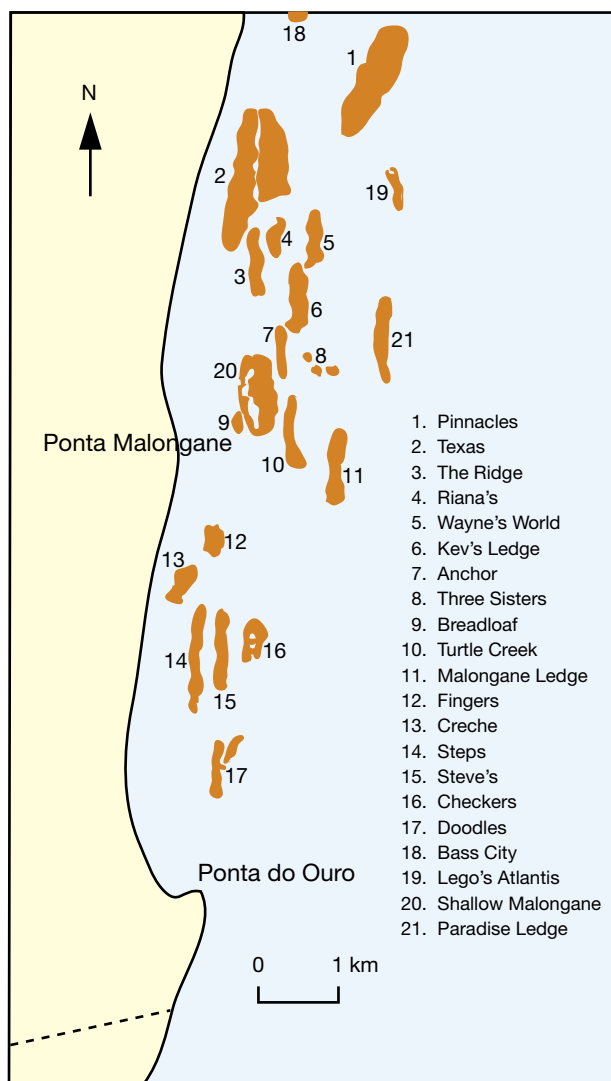 18
1
N
2
19
4
5
3
6
7
21
20
8
9
Ponta Malongane
10
11
12
13
14
16
15
17
1. Pinnacles
2. Texas
3. The Ridge
4. Riana's
5. Wayne's World
6. Kev's Ledge
7. Anchor
8. Three Sisters
9. Breadloaf
10. Turtle Creek
11. Malongane Ledge
12. Fingers
13. Creche
14. Steps
15. Steve's
16. Checkers
17. Doodles
18. Bass City
19. Lego's Atlantis
20. Shallow Malongane
21. Paradise Ledge
Ponta do Ouro
0 1 km